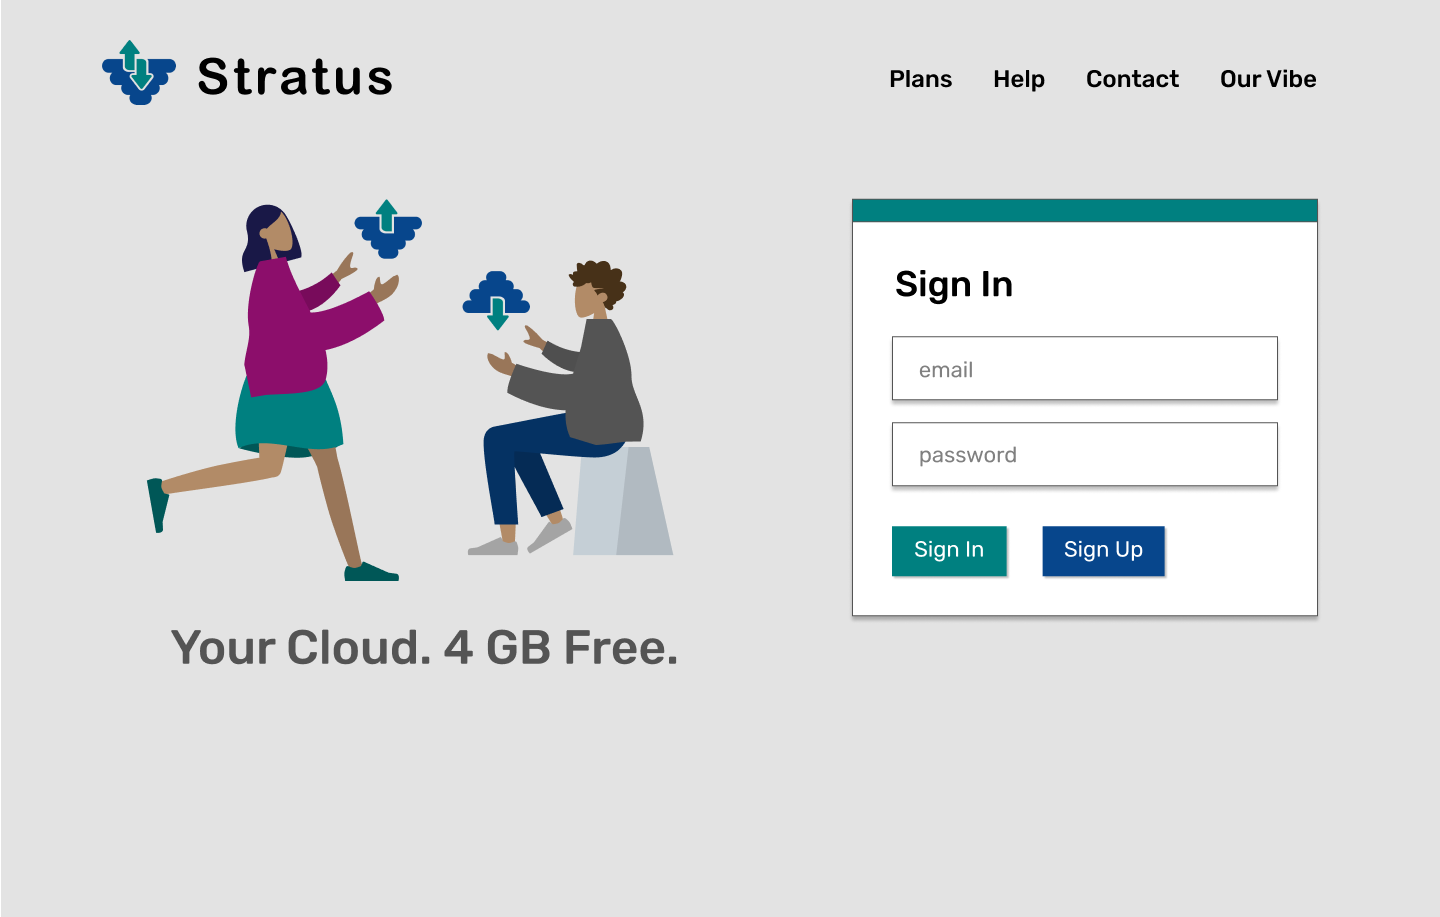 Stratus
Plans Help Contact Our Vibe
Sign In
email
password
Sign In Sign Up
Your Cloud. 4 GB Free.